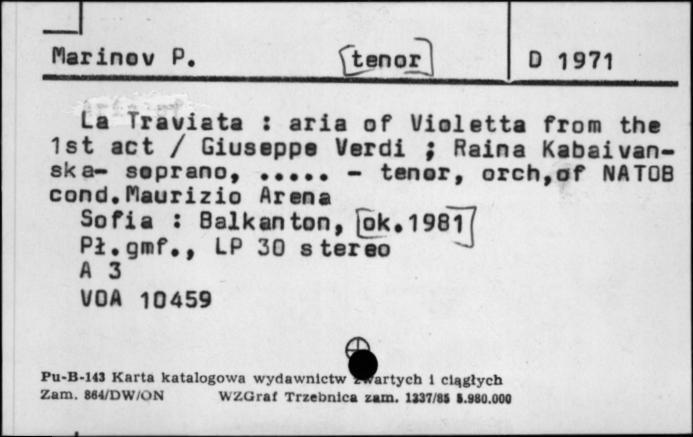 Marinov P. [tenor] D 1971
La Traviata : aria of Violetta from the
1st act / Giuseppe Verdi ; Raina Kabaivan-
ska- soprano, ..... - tenor, orch,of NATOB
cond.Maurizio Arena
Sofia : Balkanton, [ok.1981]
Pł.gmf., LP 30 stereo
A 3
VOA 10459
Pu-B-143 Karta katalogowa wydawnictw zwartych i ciągłych
Zam. 864/DW/ON WZGraf Trzebnica zam. 1337/85 5.980.000